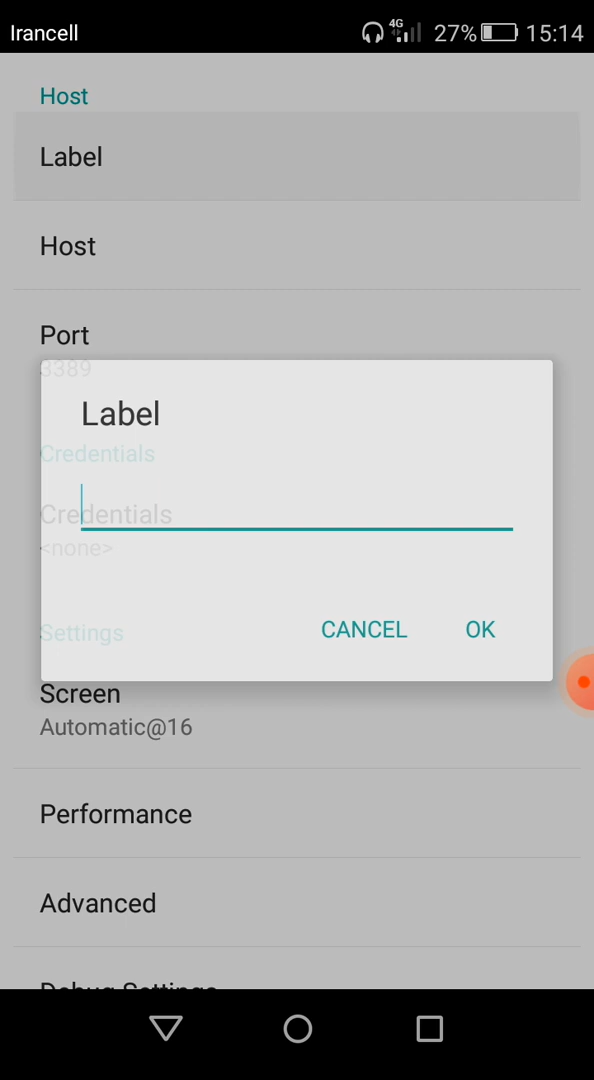 Irancell
4G
27%
15:14
Host
Label
Host
Port
3389
Label
Credentials
Credentials
<none>
CANCEL
OK
Settings
Screen
Automatic@16
Performance
Advanced
Debug Settings